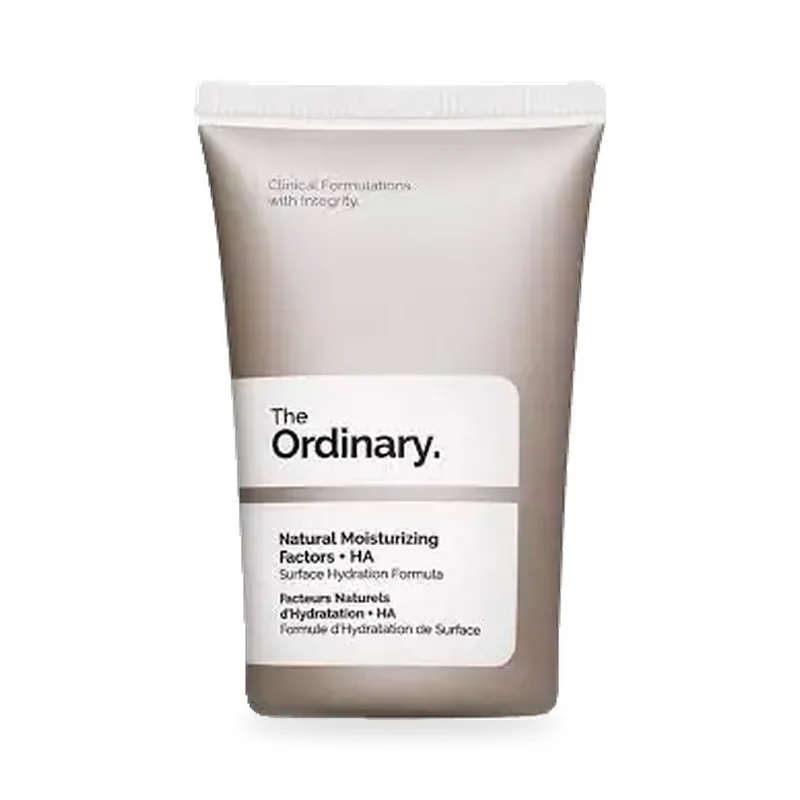 Clinical Formulations
with Integrity.
The
Ordinary.
Natural Moisturizing
Factors + HA
Surface Hydration Formula
Facteurs Naturels
d'Hydratation + HA
Formule d'Hydratation de Surface